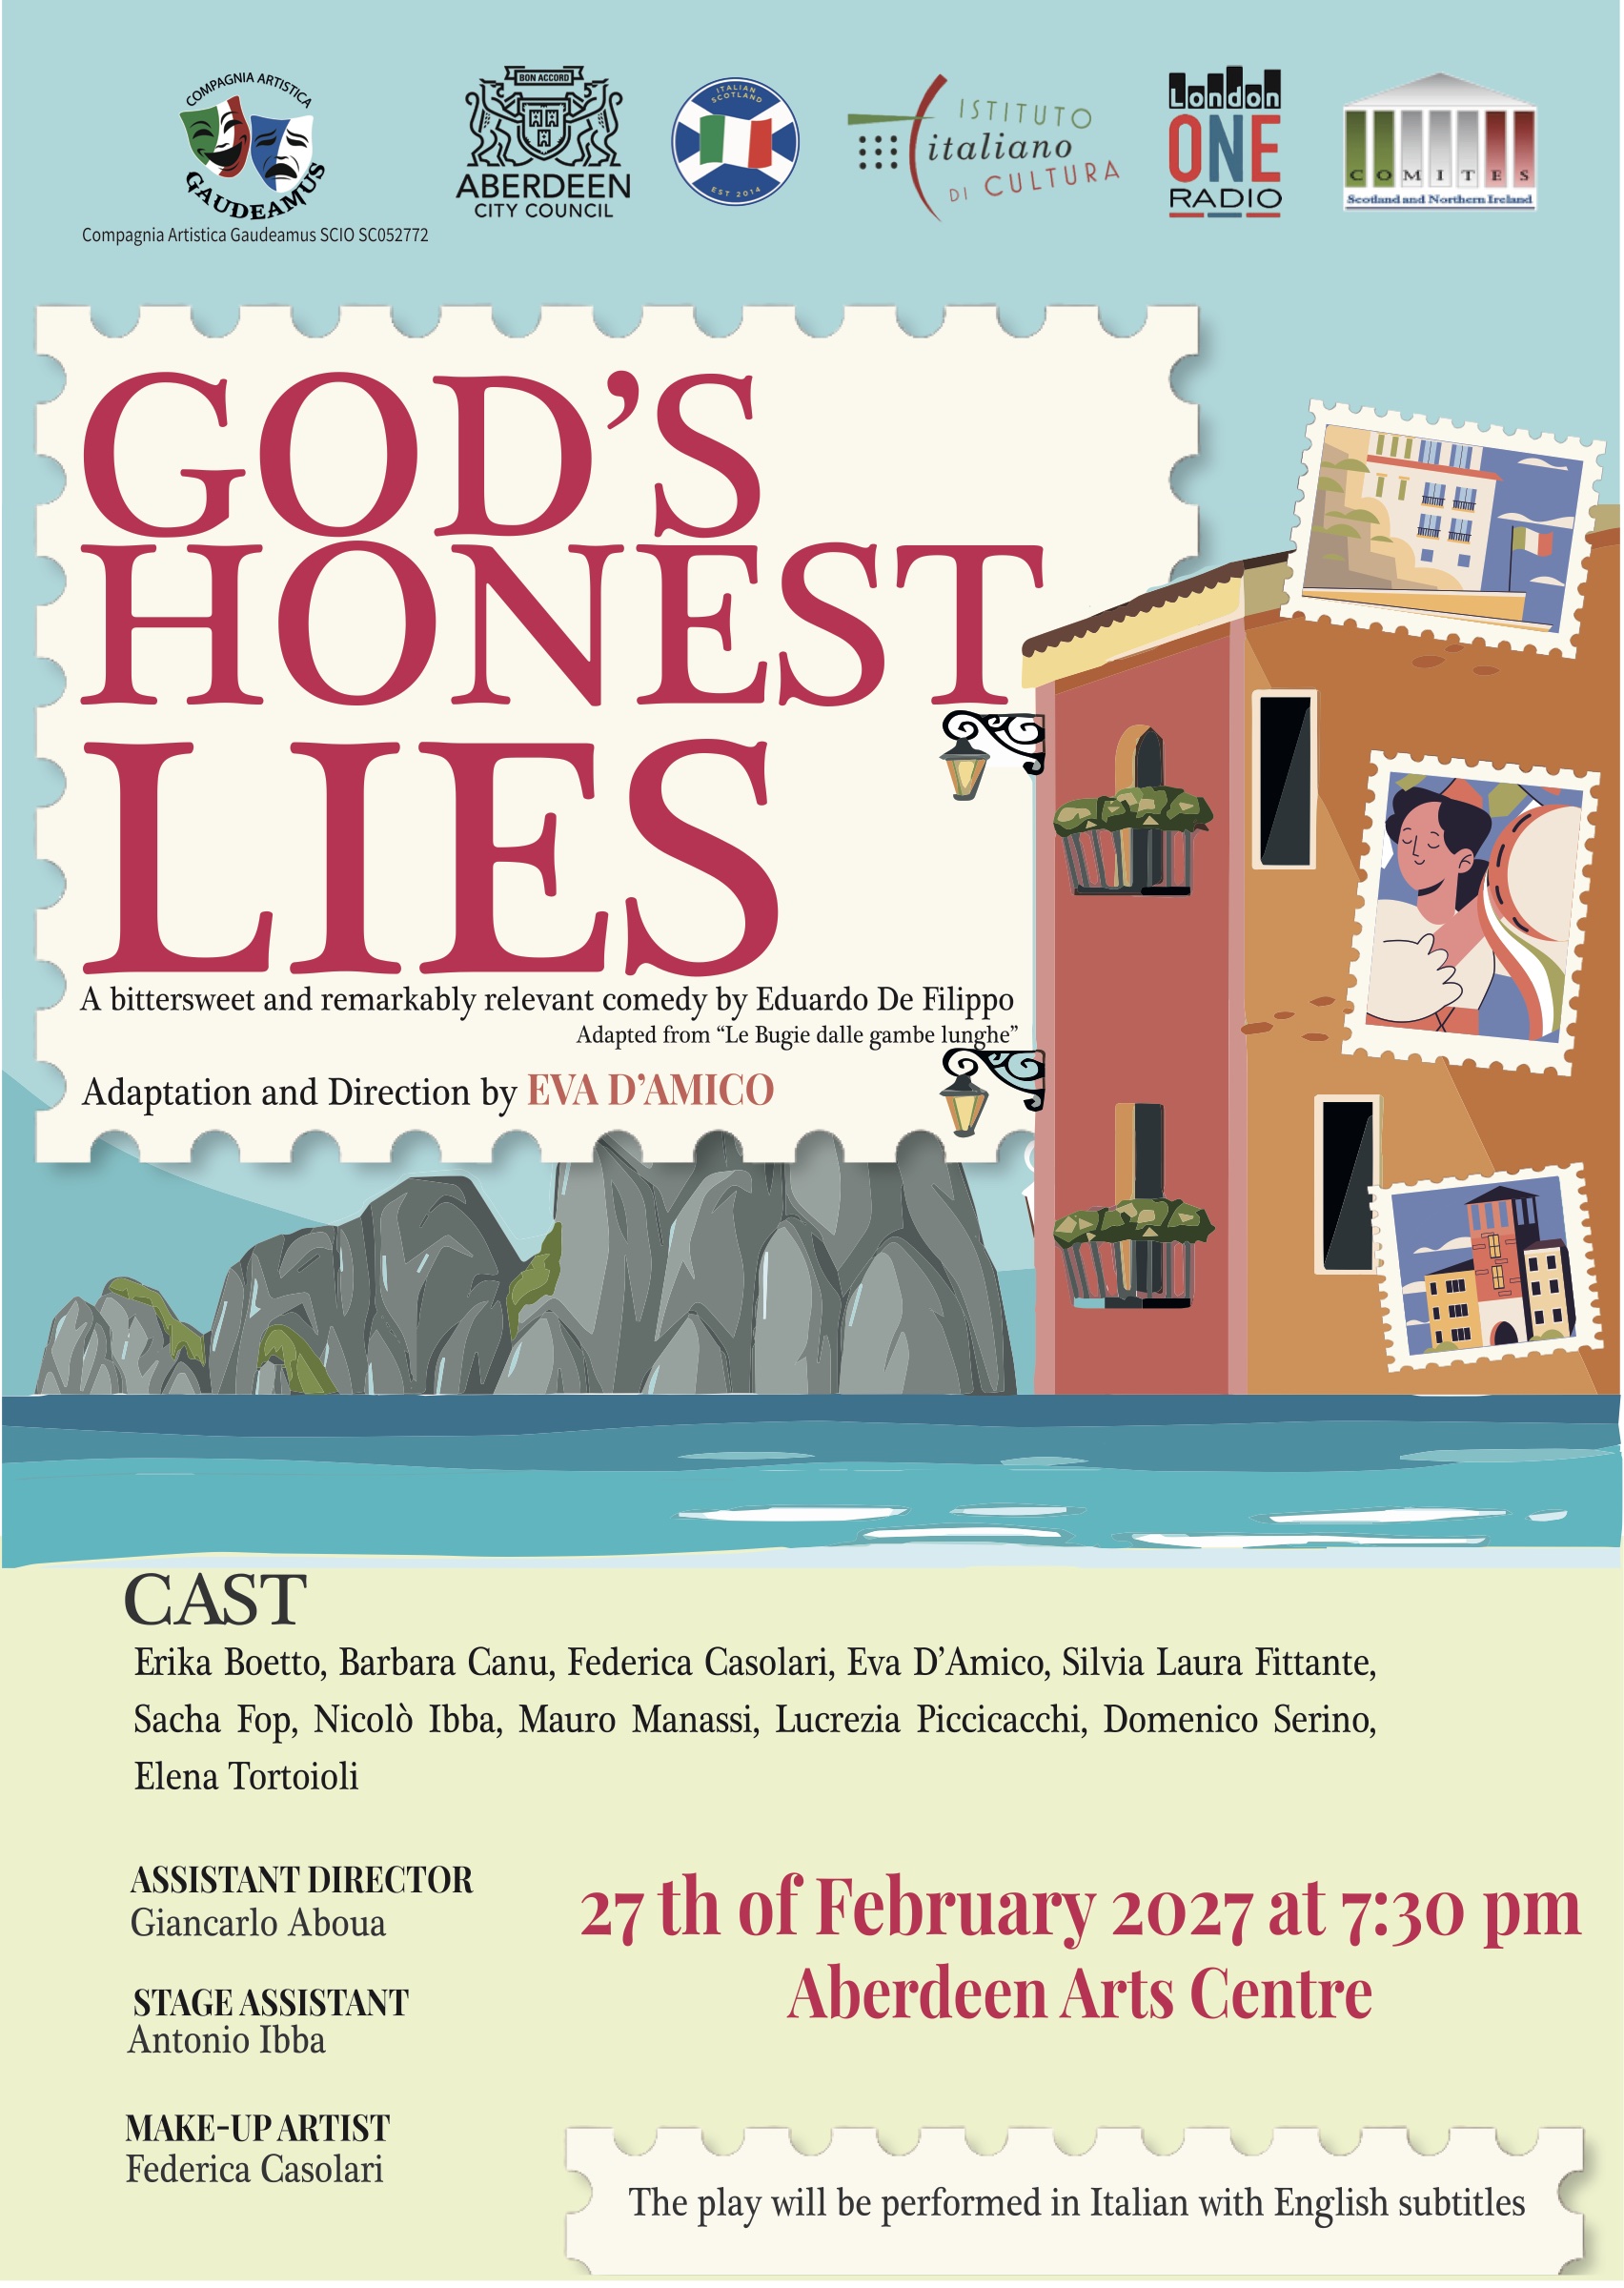 COMPAGNIA ARTISTICA
GAUDEAMUS
Compagnia Artistica Gaudeamus SCIO SC052772
BON ACCORD
ABERDEEN
CITY COUNCIL
ITALIAN
SCOTLAND
EST 2014
ISTITUTO
italiano
DI CULTURA
London
ONE
RADIO
COMITES
Scotland and Northern Ireland
GOD’S
HONEST
LIES
A bittersweet and remarkably relevant comedy by Eduardo De Filippo
Adapted from “Le Bugie dalle gambe lunghe”
Adaptation and Direction by EVA D’AMICO
CAST
Erika Boetto, Barbara Canu, Federica Casolari, Eva D’Amico, Silvia Laura Fittante,
Sacha Fop, Nicolò Ibba, Mauro Manassi, Lucrezia Piccicacchi, Domenico Serino,
Elena Tortoioli
ASSISTANT DIRECTOR
Giancarlo Aboua
STAGE ASSISTANT
Antonio Ibba
MAKE-UP ARTIST
Federica Casolari
27 th of February 2027 at 7:30 pm
Aberdeen Arts Centre
The play will be performed in Italian with English subtitles